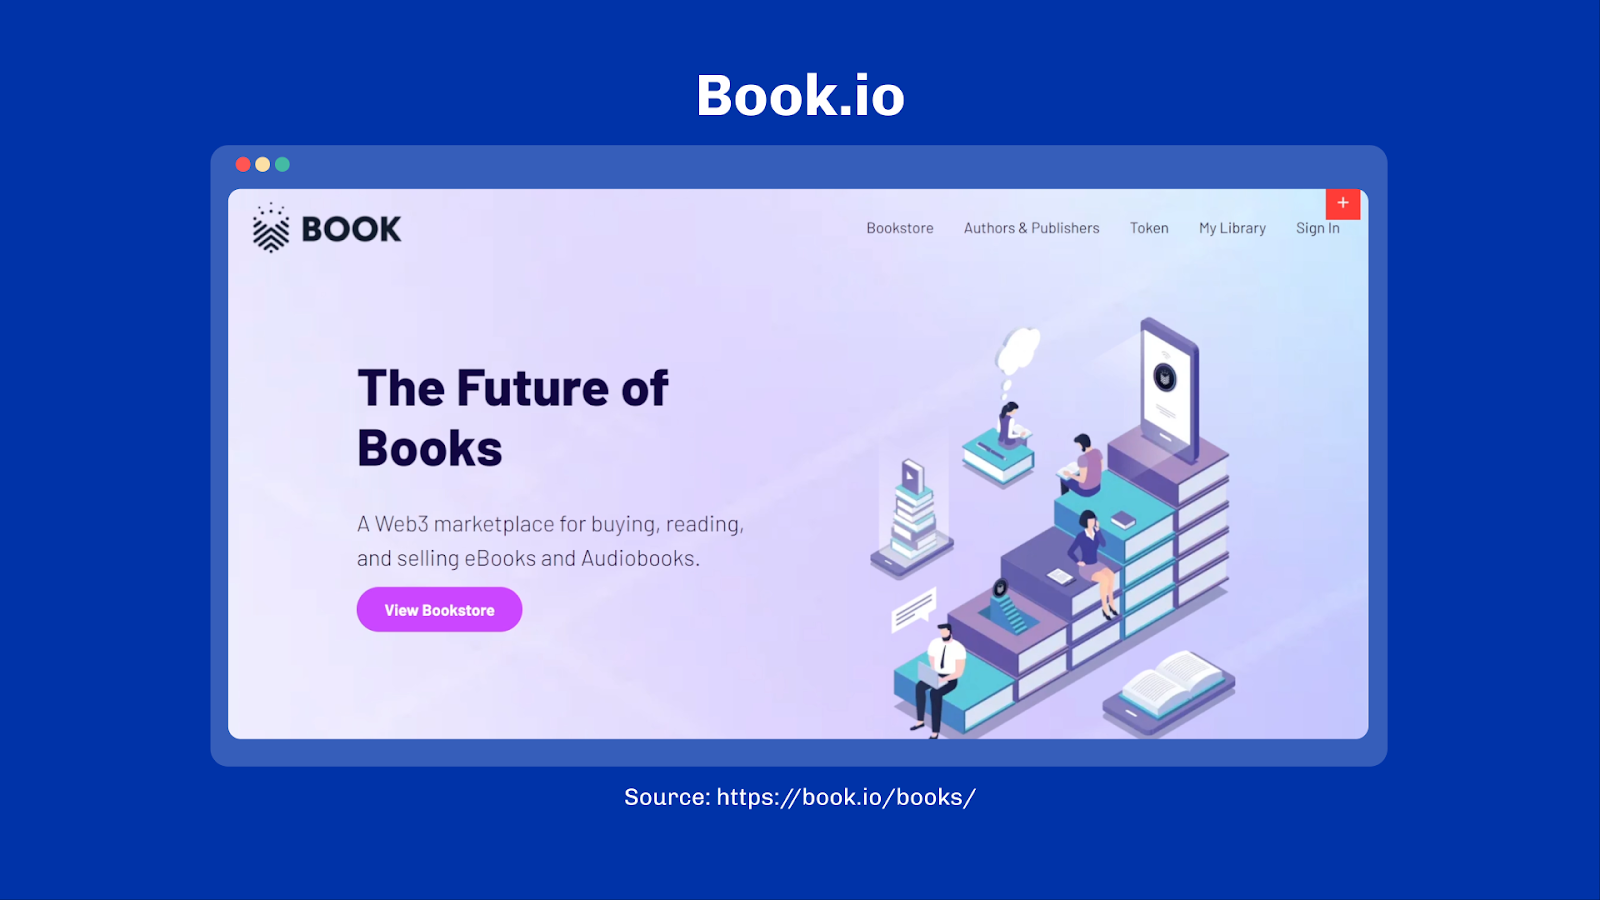 Book.io
BOOK
Bookstore Authors & Publishers Token My Library Sign In
+
The Future of
Books
A Web3 marketplace for buying, reading,
and selling eBooks and Audiobooks.
View Bookstore
Source: https://book.io/books/